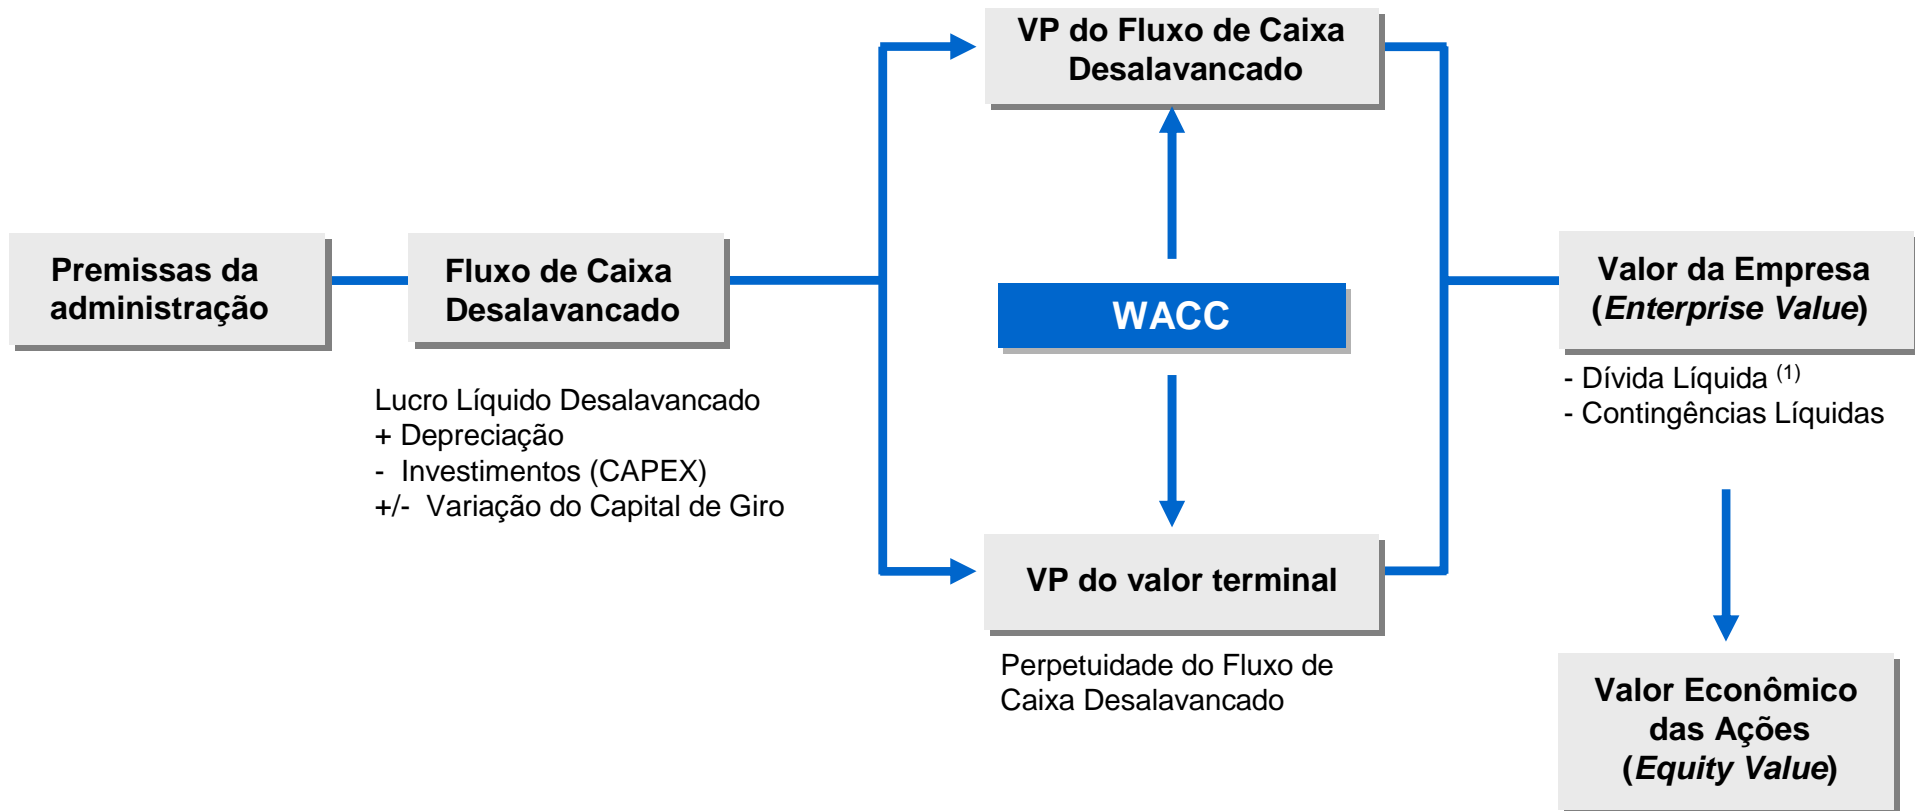 Premissas da
administração
Fluxo de Caixa
Desalavancado
Lucro Líquido Desalavancado
+ Depreciação
- Investimentos (CAPEX)
+/- Variação do Capital de Giro
VP do Fluxo de Caixa
Desalavancado
WACC
VP do valor terminal
Perpetuidade do Fluxo de
Caixa Desalavancado
Valor da Empresa
(Enterprise Value)
- Dívida Líquida (1)
- Contingências Líquidas
Valor Econômico
das Ações
(Equity Value)